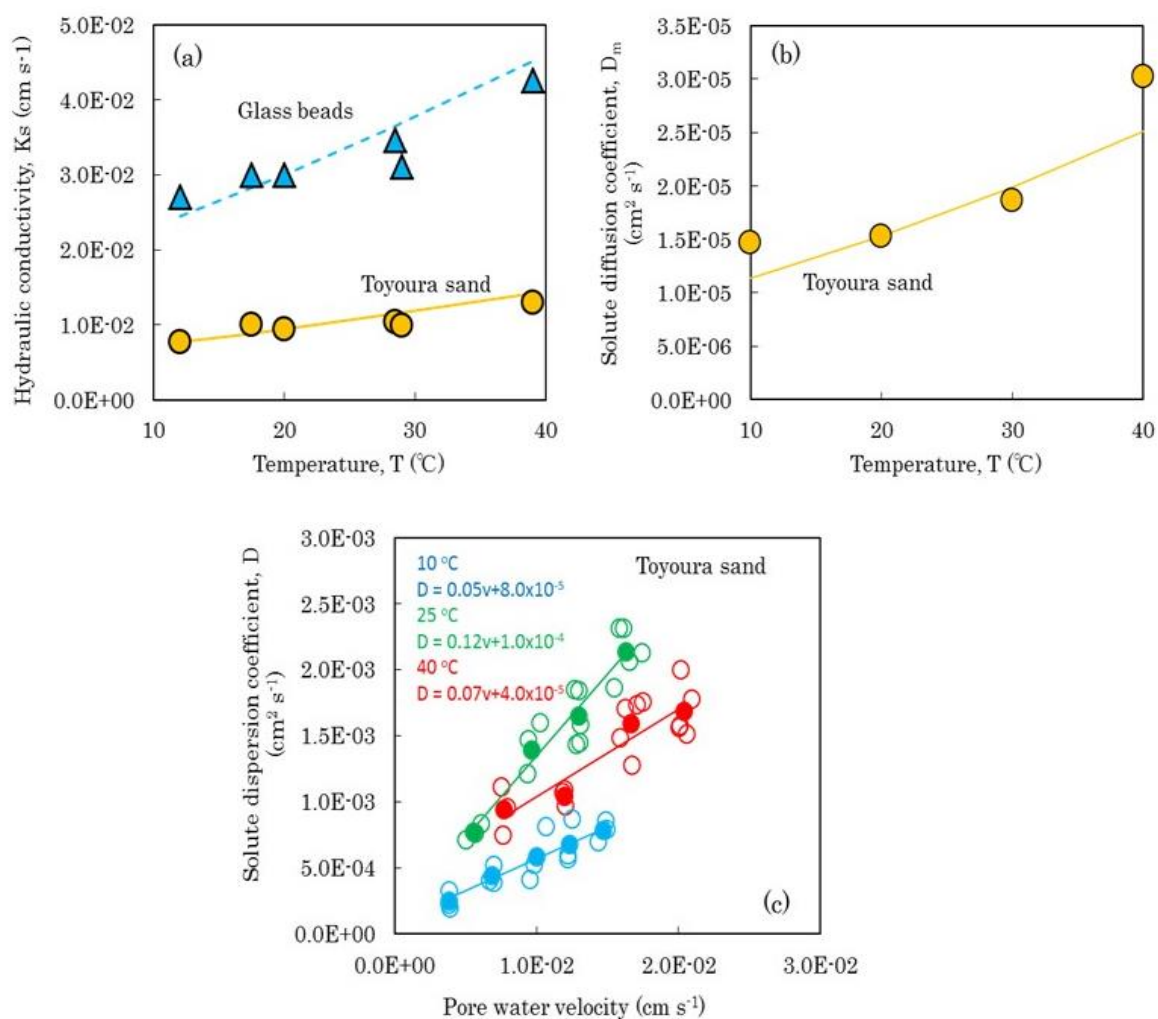 Hydraulic conductivity, Ks (cm s-1)
5.0E-02
4.0E-02
3.0E-02
2.0E-02
1.0E-02
0.0E+00
(a)
Glass beads
Toyoura sand
10
20
30
40
Temperature, T (℃)
Solute diffusion coefficient, Dₘ
(cm² s⁻¹)
3.5E-05
3.0E-05
2.5E-05
2.0E-05
1.5E-05
1.0E-05
5.0E-06
0.0E+00
(b)
Toyoura sand
10
20
30
40
Temperature, T (℃)
Solute dispersion coefficient, D
(cm² s⁻¹)
3.0E-03
2.5E-03
2.0E-03
1.5E-03
1.0E-03
5.0E-04
0.0E+00
10 °C
D = 0.05v+8.0x10⁻⁵
25 °C
D = 0.12v+1.0x10⁻⁴
40 °C
D = 0.07v+4.0x10⁻⁵
Toyoura sand
(c)
0.0E+00
1.0E-02
2.0E-02
3.0E-02
Pore water velocity (cm s⁻¹)